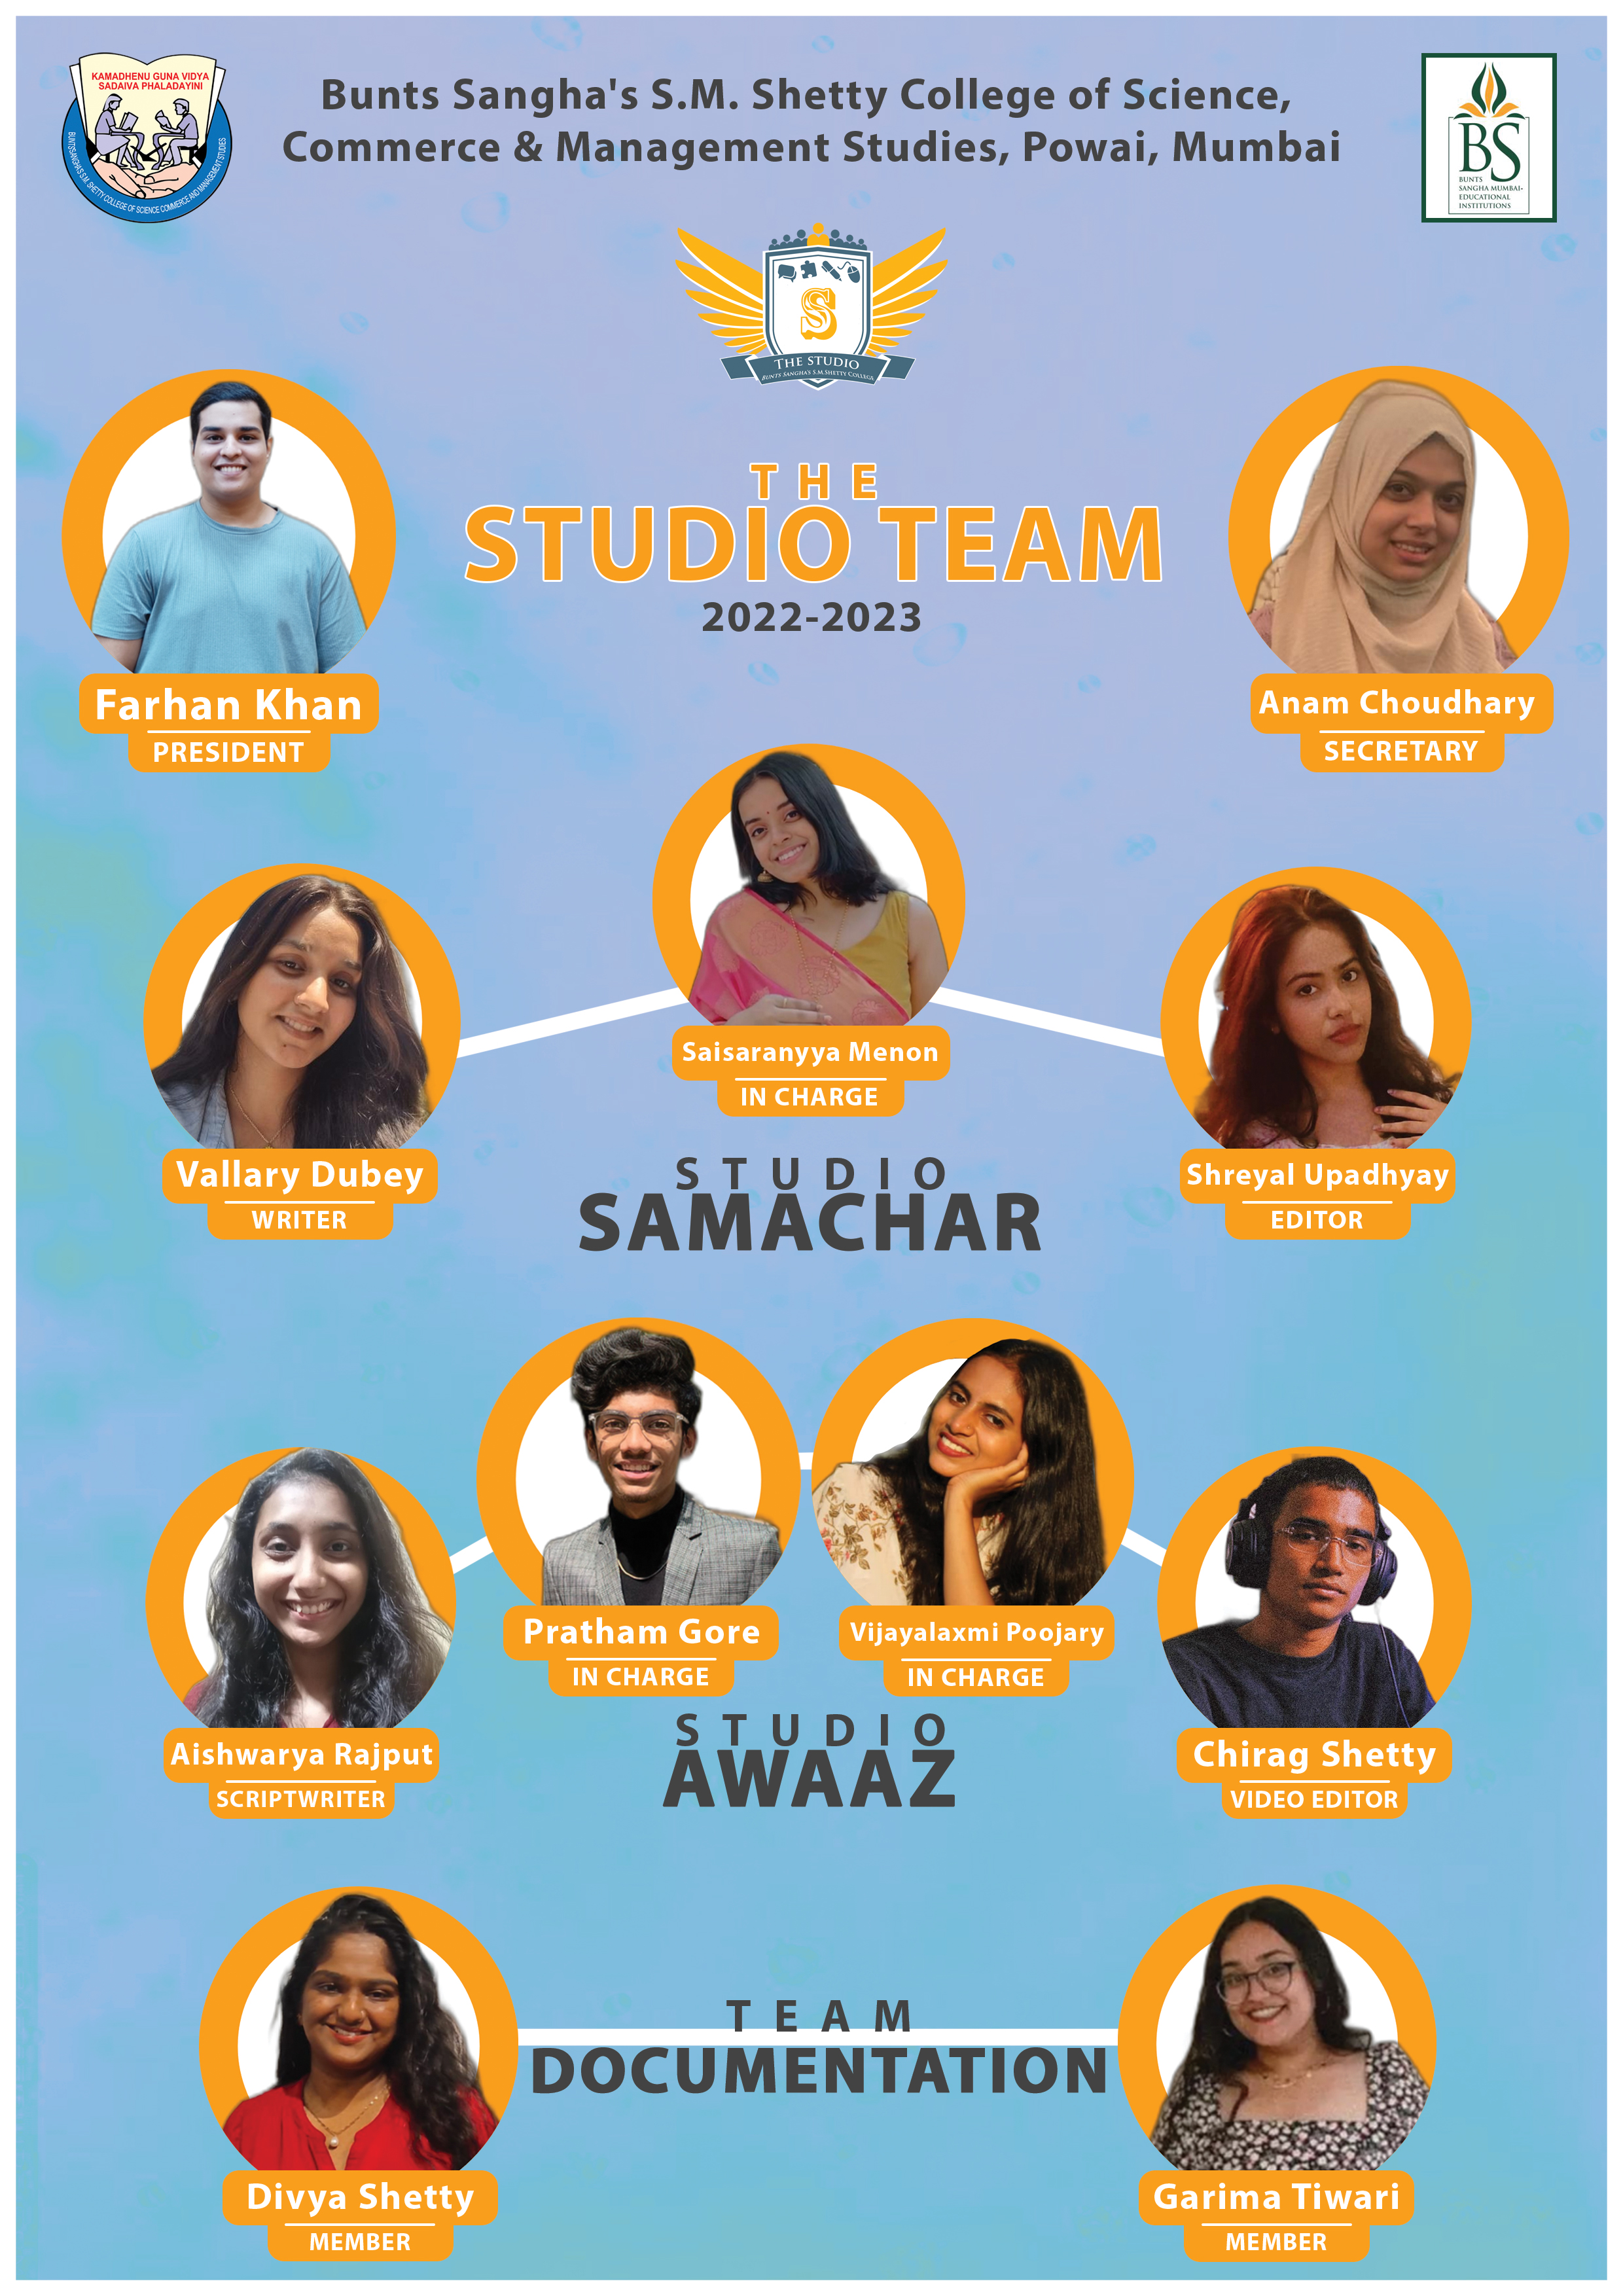 KAMADHENU GUNA VIDYA
SADAIVA PHALADAYINI
BUNTS SANGHA'S S.M. SHETTY COLLEGE OF SCIENCE COMMERCE AND MANAGEMENT STUDIES
Bunts Sangha's S.M. Shetty College of Science,
Commerce & Management Studies, Powai, Mumbai
BS
BUNTS
SANGHA MUMBAI•
EDUCATIONAL
INSTITUTIONS
S
THE STUDIO
BUNTS SANGHA'S S.M.SHETTY COLLEGE
THE
STUDIO TEAM
2022-2023
Farhan Khan
PRESIDENT
Anam Choudhary
SECRETARY
Saisaranyya Menon
IN CHARGE
Vallary Dubey
WRITER
Shreyal Upadhyay
EDITOR
STUDIO
SAMACHAR
Pratham Gore
IN CHARGE
Vijayalaxmi Poojary
IN CHARGE
Aishwarya Rajput
SCRIPTWRITER
Chirag Shetty
VIDEO EDITOR
STUDIO
AWAAZ
TEAM
DOCUMENTATION
Divya Shetty
MEMBER
Garima Tiwari
MEMBER